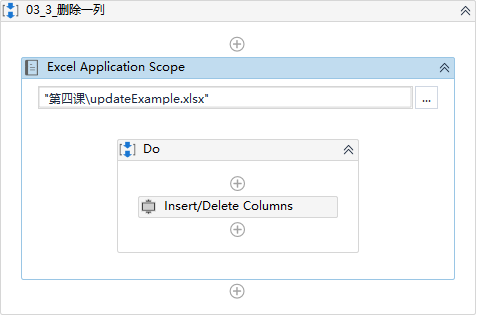 03_3_删除一列
Excel Application Scope
"第四课\updateExample.xlsx"
...
Do
Insert/Delete Columns